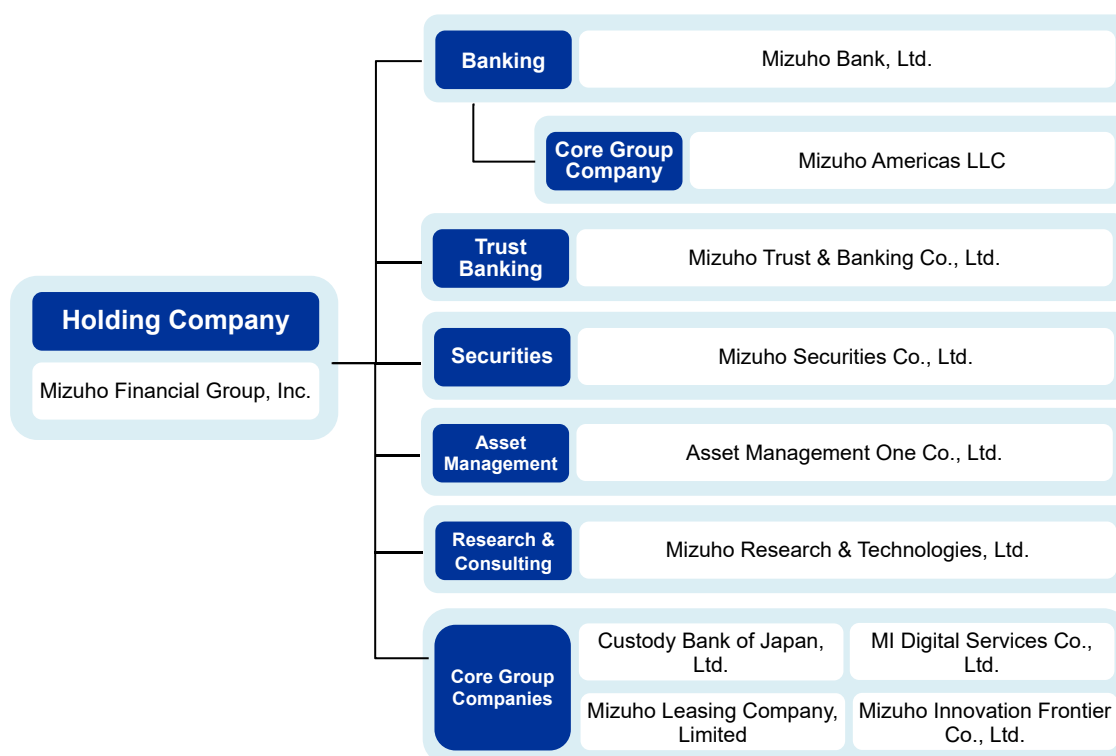 Banking
Mizuho Bank, Ltd.
Core Group
Company
Mizuho Americas LLC
Trust
Banking
Mizuho Trust & Banking Co., Ltd.
Holding Company
Mizuho Financial Group, Inc.
Securities
Mizuho Securities Co., Ltd.
Asset
Management
Asset Management One Co., Ltd.
Research &
Consulting
Mizuho Research & Technologies, Ltd.
Core Group
Companies
Custody Bank of Japan,
Ltd.
MI Digital Services Co.,
Ltd.
Mizuho Leasing Company,
Limited
Mizuho Innovation Frontier
Co., Ltd.